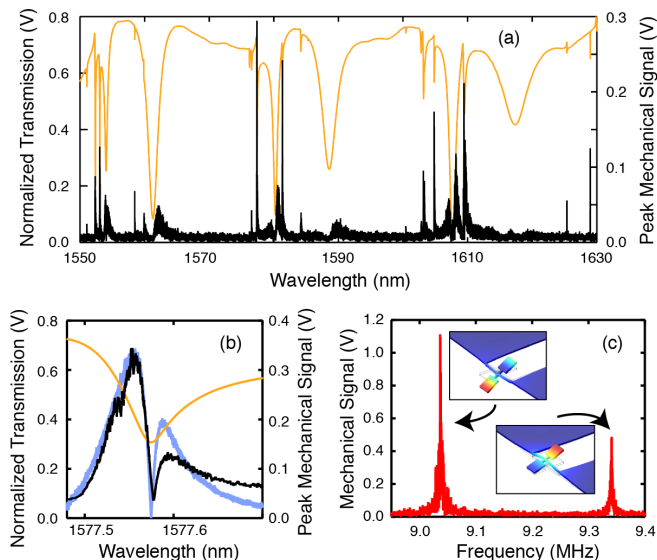 (a)
Normalized Transmission (V)
0.8
0.6
0.4
0.2
0.0
Peak Mechanical Signal (V)
0.3
0.2
0.1
0.0
1550 1570 1590 1610 1630
Wavelength (nm)
(b)
Normalized Transmission (V)
0.8
0.6
0.4
0.2
0.0
Peak Mechanical Signal (V)
0.4
0.3
0.2
0.1
0.0
1577.5 1577.6
Wavelength (nm)
(c)
Mechanical Signal (V)
1.2
1.0
0.8
0.6
0.4
0.2
0.0
9.0 9.1 9.2 9.3 9.4
Frequency (MHz)